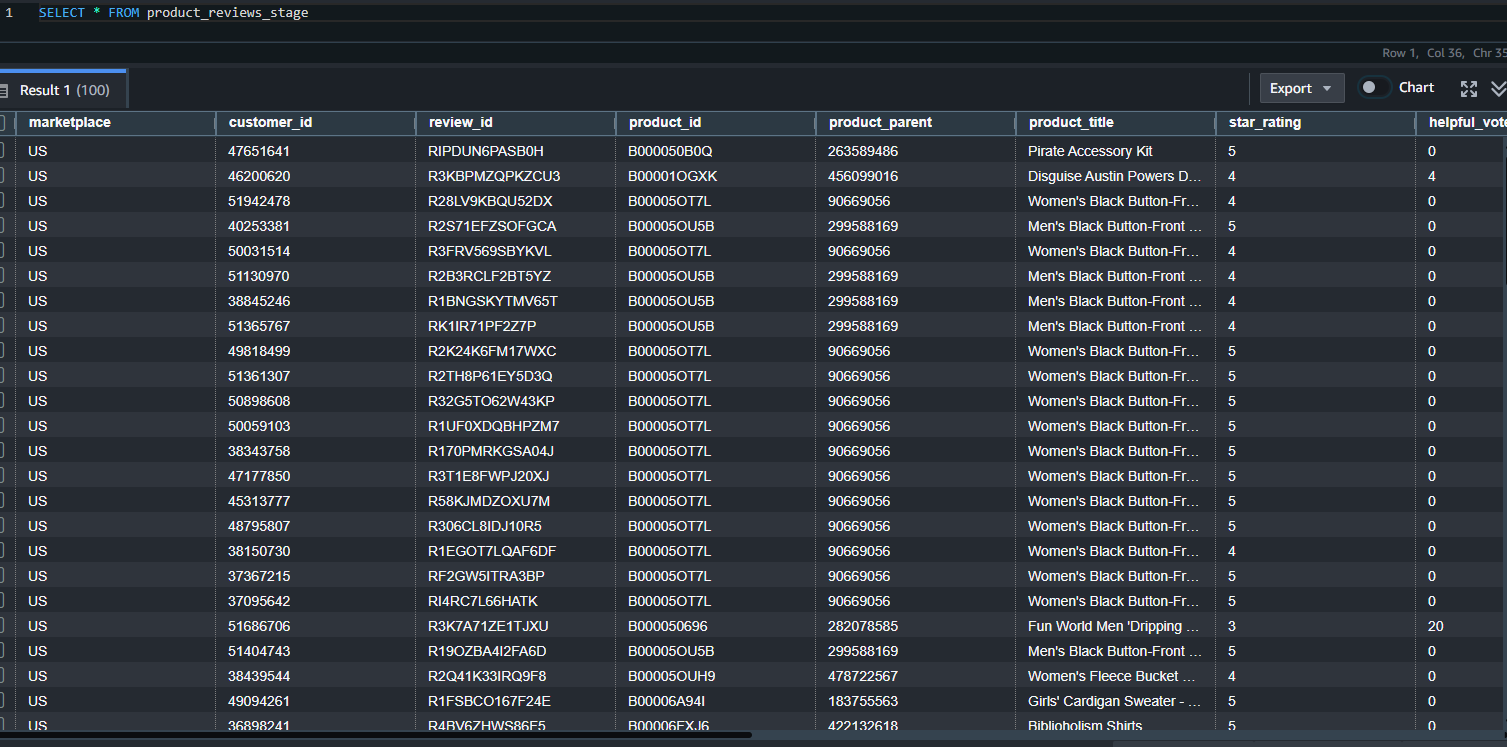 1 SELECT * FROM product_reviews_stage
Row 1, Col 36, Chr 35
Result 1 (100) Export Chart
marketplace customer_id review_id product_id product_parent product_title star_rating helpful_vote
US 47651641 RIPDUN6PASB0H B000050B0Q 263589486 Pirate Accessory Kit 5 0
US 46200620 R3KBPMZQPKZCU3 B00001OGXK 456099016 Disguise Austin Powers D... 4 4
US 51942478 R28LV9KBQU52DX B00005OT7L 90669056 Women's Black Button-Fr... 4 0
US 40253381 R2S71EFZSOFGCA B00005OU5B 299588169 Men's Black Button-Front ... 5 0
US 50031514 R3FRV569SBYKVL B00005OT7L 90669056 Women's Black Button-Fr... 4 0
US 51130970 R2B3RCLF2BT5YZ B00005OU5B 299588169 Men's Black Button-Front ... 4 0
US 38845246 R1BNGSKYTMV65T B00005OU5B 299588169 Men's Black Button-Front ... 4 0
US 51365767 RK1IR71PF2Z7P B00005OU5B 299588169 Men's Black Button-Front ... 4 0
US 49818499 R2K24K6FM17WXC B00005OT7L 90669056 Women's Black Button-Fr... 5 0
US 51361307 R2TH8P61EY5D3Q B00005OT7L 90669056 Women's Black Button-Fr... 5 0
US 50898608 R32G5TO62W43KP B00005OT7L 90669056 Women's Black Button-Fr... 5 0
US 50059103 R1UF0XDQBHPZM7 B00005OT7L 90669056 Women's Black Button-Fr... 5 0
US 38343758 R170PMRKGSA04J B00005OT7L 90669056 Women's Black Button-Fr... 5 0
US 47177850 R3T1E8FWPJ20XJ B00005OT7L 90669056 Women's Black Button-Fr... 5 0
US 45313777 R58KJMDZOXU7M B00005OT7L 90669056 Women's Black Button-Fr... 5 0
US 48795807 R306CL8IDJ10R5 B00005OT7L 90669056 Women's Black Button-Fr... 5 0
US 38150730 R1EGOT7LQAF6DF B00005OT7L 90669056 Women's Black Button-Fr... 4 0
US 37367215 RF2GW5ITRA3BP B00005OT7L 90669056 Women's Black Button-Fr... 5 0
US 37095642 RI4RC7L66HATK B00005OT7L 90669056 Women's Black Button-Fr... 5 0
US 51686706 R3K7A71ZE1TJXU B000050696 282078585 Fun World Men 'Dripping ... 3 20
US 51404743 R19OZBA4I2FA6D B00005OU5B 299588169 Men's Black Button-Front ... 5 0
US 38439544 R2Q41K33IRQ9F8 B00005OUH9 478722567 Women's Fleece Bucket ... 4 0
US 49094261 R1FSBCO167F24E B00006A94I 183755563 Girls' Cardigan Sweater - ... 5 0
US 36898241 R4BV6ZHWS86E5 B00006FXJ6 422132618 Biblioholism Shirts 5 0